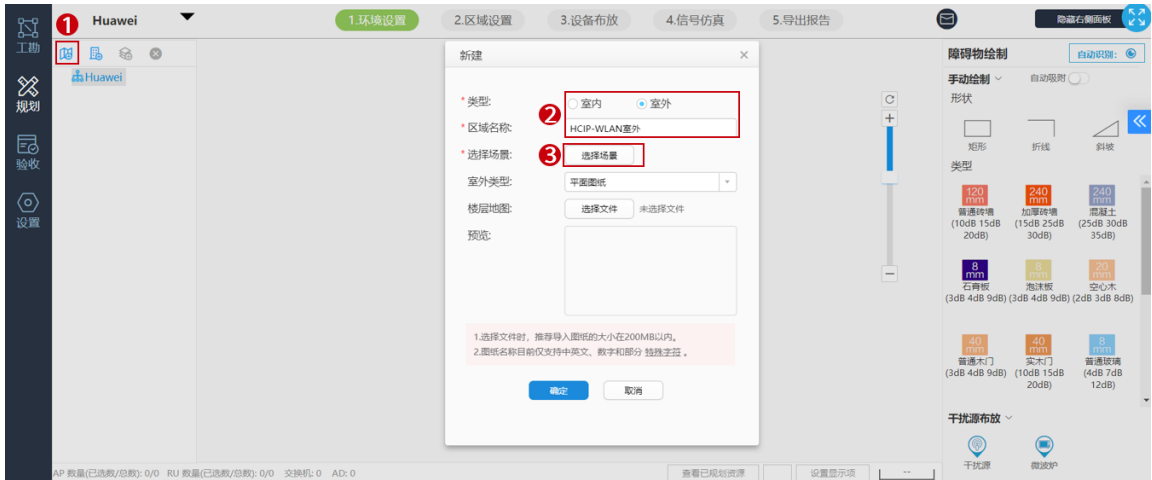 1 Huawei 1.环境设置 2.区域设置 3.设备布放 4.信号仿真 5.导出报告 隐藏右侧面板
工勘
规划
验收
设置
Huawei
新建
* 类型: 室内 室外
2
* 区域名称: HCIP-WLAN室外
* 选择场景: 3 选择场景
室外类型: 平面图纸
楼层地图: 选择文件 未选择文件
预览:
1.选择文件时，推荐导入图纸的大小在200MB以内。
2.图纸名称目前仅支持中英文、数字和部分 特殊字符 。
确定 取消
障碍物绘制 自动识别:
手动绘制 自动吸附
形状
矩形 折线 斜坡
类型
120 mm 240 mm 240 mm
普通砖墙 加厚砖墙 混凝土
(10dB 15dB 20dB) (15dB 25dB 30dB) (25dB 30dB 35dB)
8 mm 8 mm 20 mm
石膏板 泡沫板 空心木
(3dB 4dB 9dB) (3dB 4dB 9dB) (2dB 3dB 8dB)
40 mm 40 mm 8 mm
普通木门 实木门 普通玻璃
(3dB 4dB 9dB) (10dB 15dB 20dB) (4dB 7dB 12dB)
干扰源布放
干扰源 微波炉
AP 数量(已选数/总数): 0/0 RU 数量(已选数/总数): 0/0 交换机: 0 AD: 0 查看已规划资源 设置显示项 --